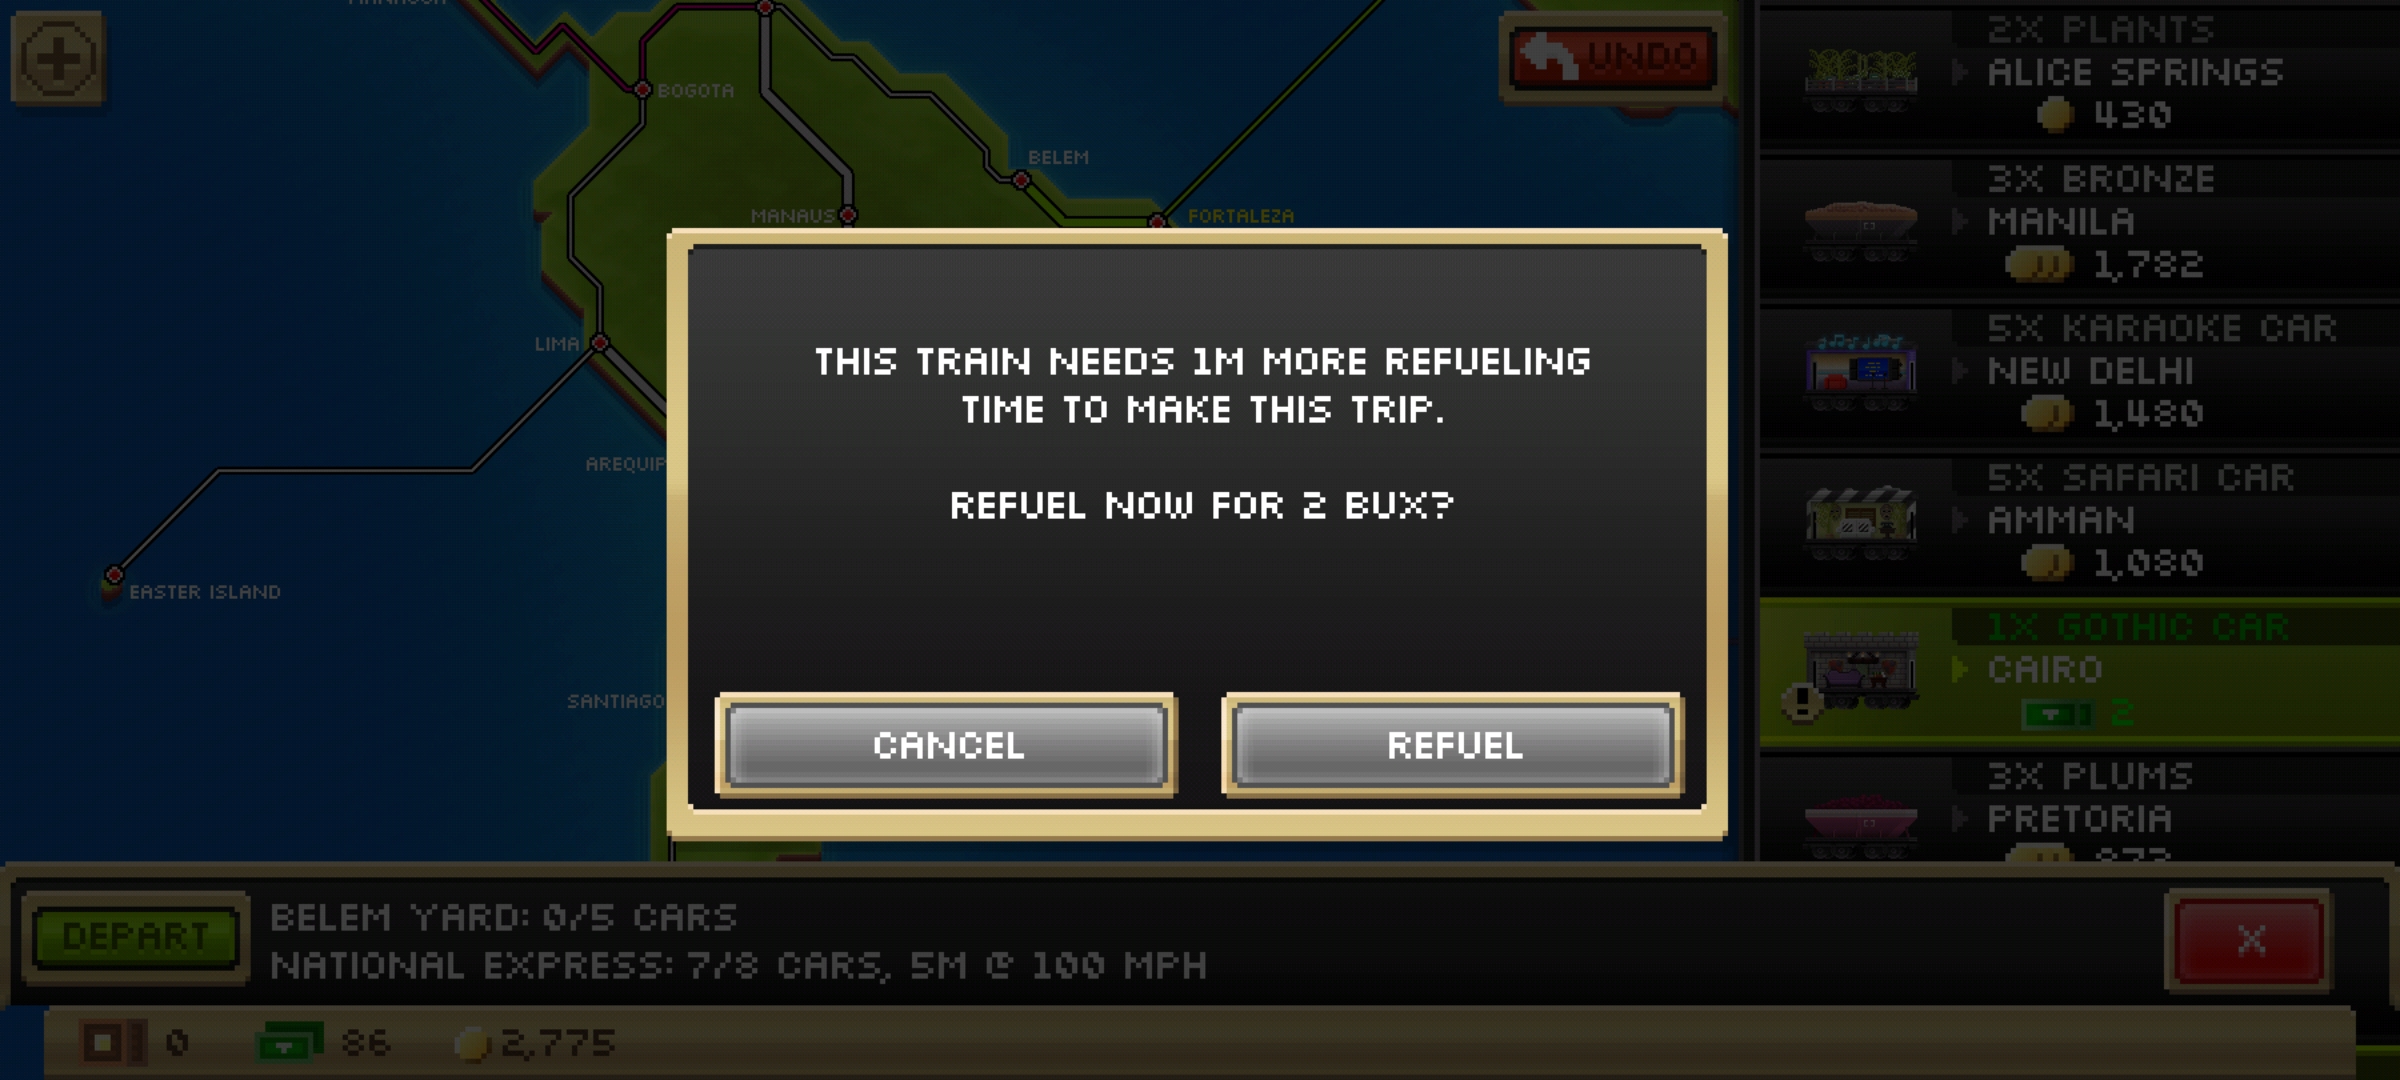 UNDO
BOGOTA
BELEM
MANAUS
FORTALEZA
LIMA
EASTER ISLAND
SANTIAGO
2X PLANTS
ALICE SPRINGS
430
3X BRONZE
MANILA
1,782
5X KARAOKE CAR
NEW DELHI
1,480
5X SAFARI CAR
AMMAN
1,080
1X GOTHIC CAR
CAIRO
2
3X PLUMS
PRETORIA
THIS TRAIN NEEDS 1M MORE REFUELING
TIME TO MAKE THIS TRIP.
REFUEL NOW FOR 2 BUX?
CANCEL
REFUEL
DEPART
BELEM YARD: 0/5 CARS
NATIONAL EXPRESS: 7/8 CARS, 5M @ 100 MPH
X
0
86
2,775